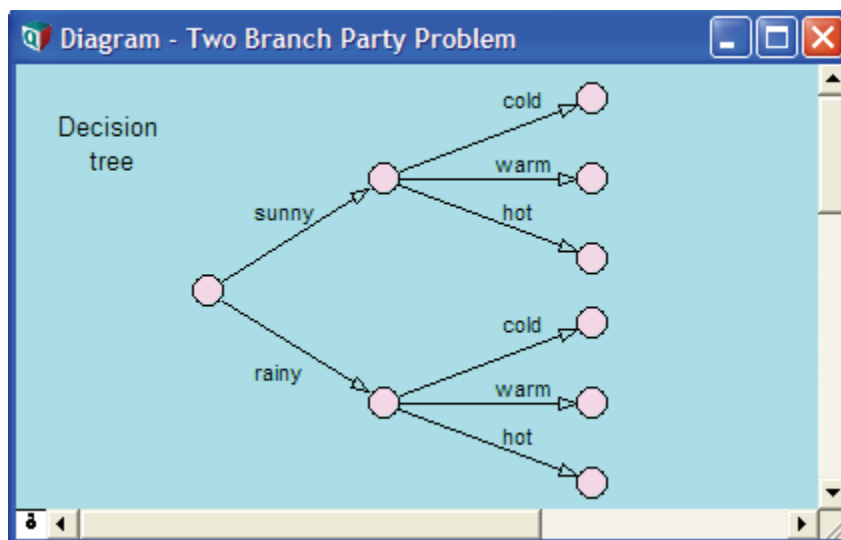 Diagram - Two Branch Party Problem
Decision
tree
cold
warm
sunny
hot
cold
rainy
warm
hot